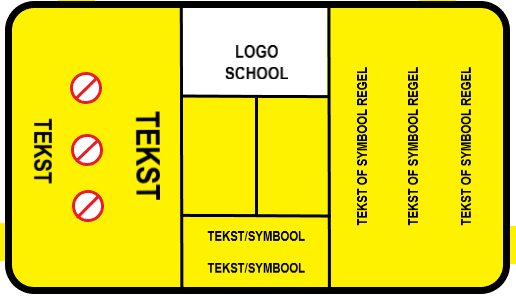 TEKST
TEKST
LOGO
SCHOOL
TEKST/SYMBOOL
TEKST/SYMBOOL
TEKST OF SYMBOOL REGEL
TEKST OF SYMBOOL REGEL
TEKST OF SYMBOOL REGEL